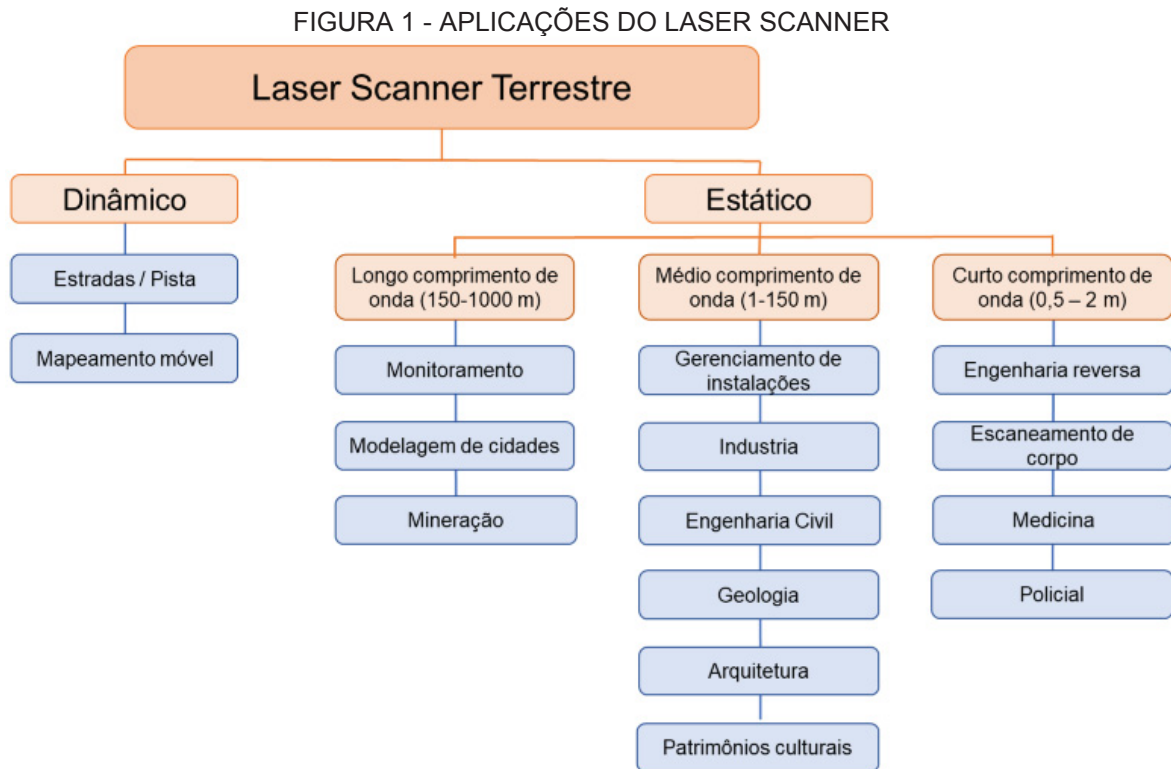 FIGURA 1 - APLICAÇÕES DO LASER SCANNER
Laser Scanner Terrestre
Dinâmico
Estradas / Pista
Mapeamento móvel
Estático
Longo comprimento de
onda (150-1000 m)
Monitoramento
Modelagem de cidades
Mineração
Médio comprimento de
onda (1-150 m)
Gerenciamento de
instalações
Industria
Engenharia Civil
Geologia
Arquitetura
Patrimônios culturais
Curto comprimento de
onda (0,5 – 2 m)
Engenharia reversa
Escaneamento de
corpo
Medicina
Policial